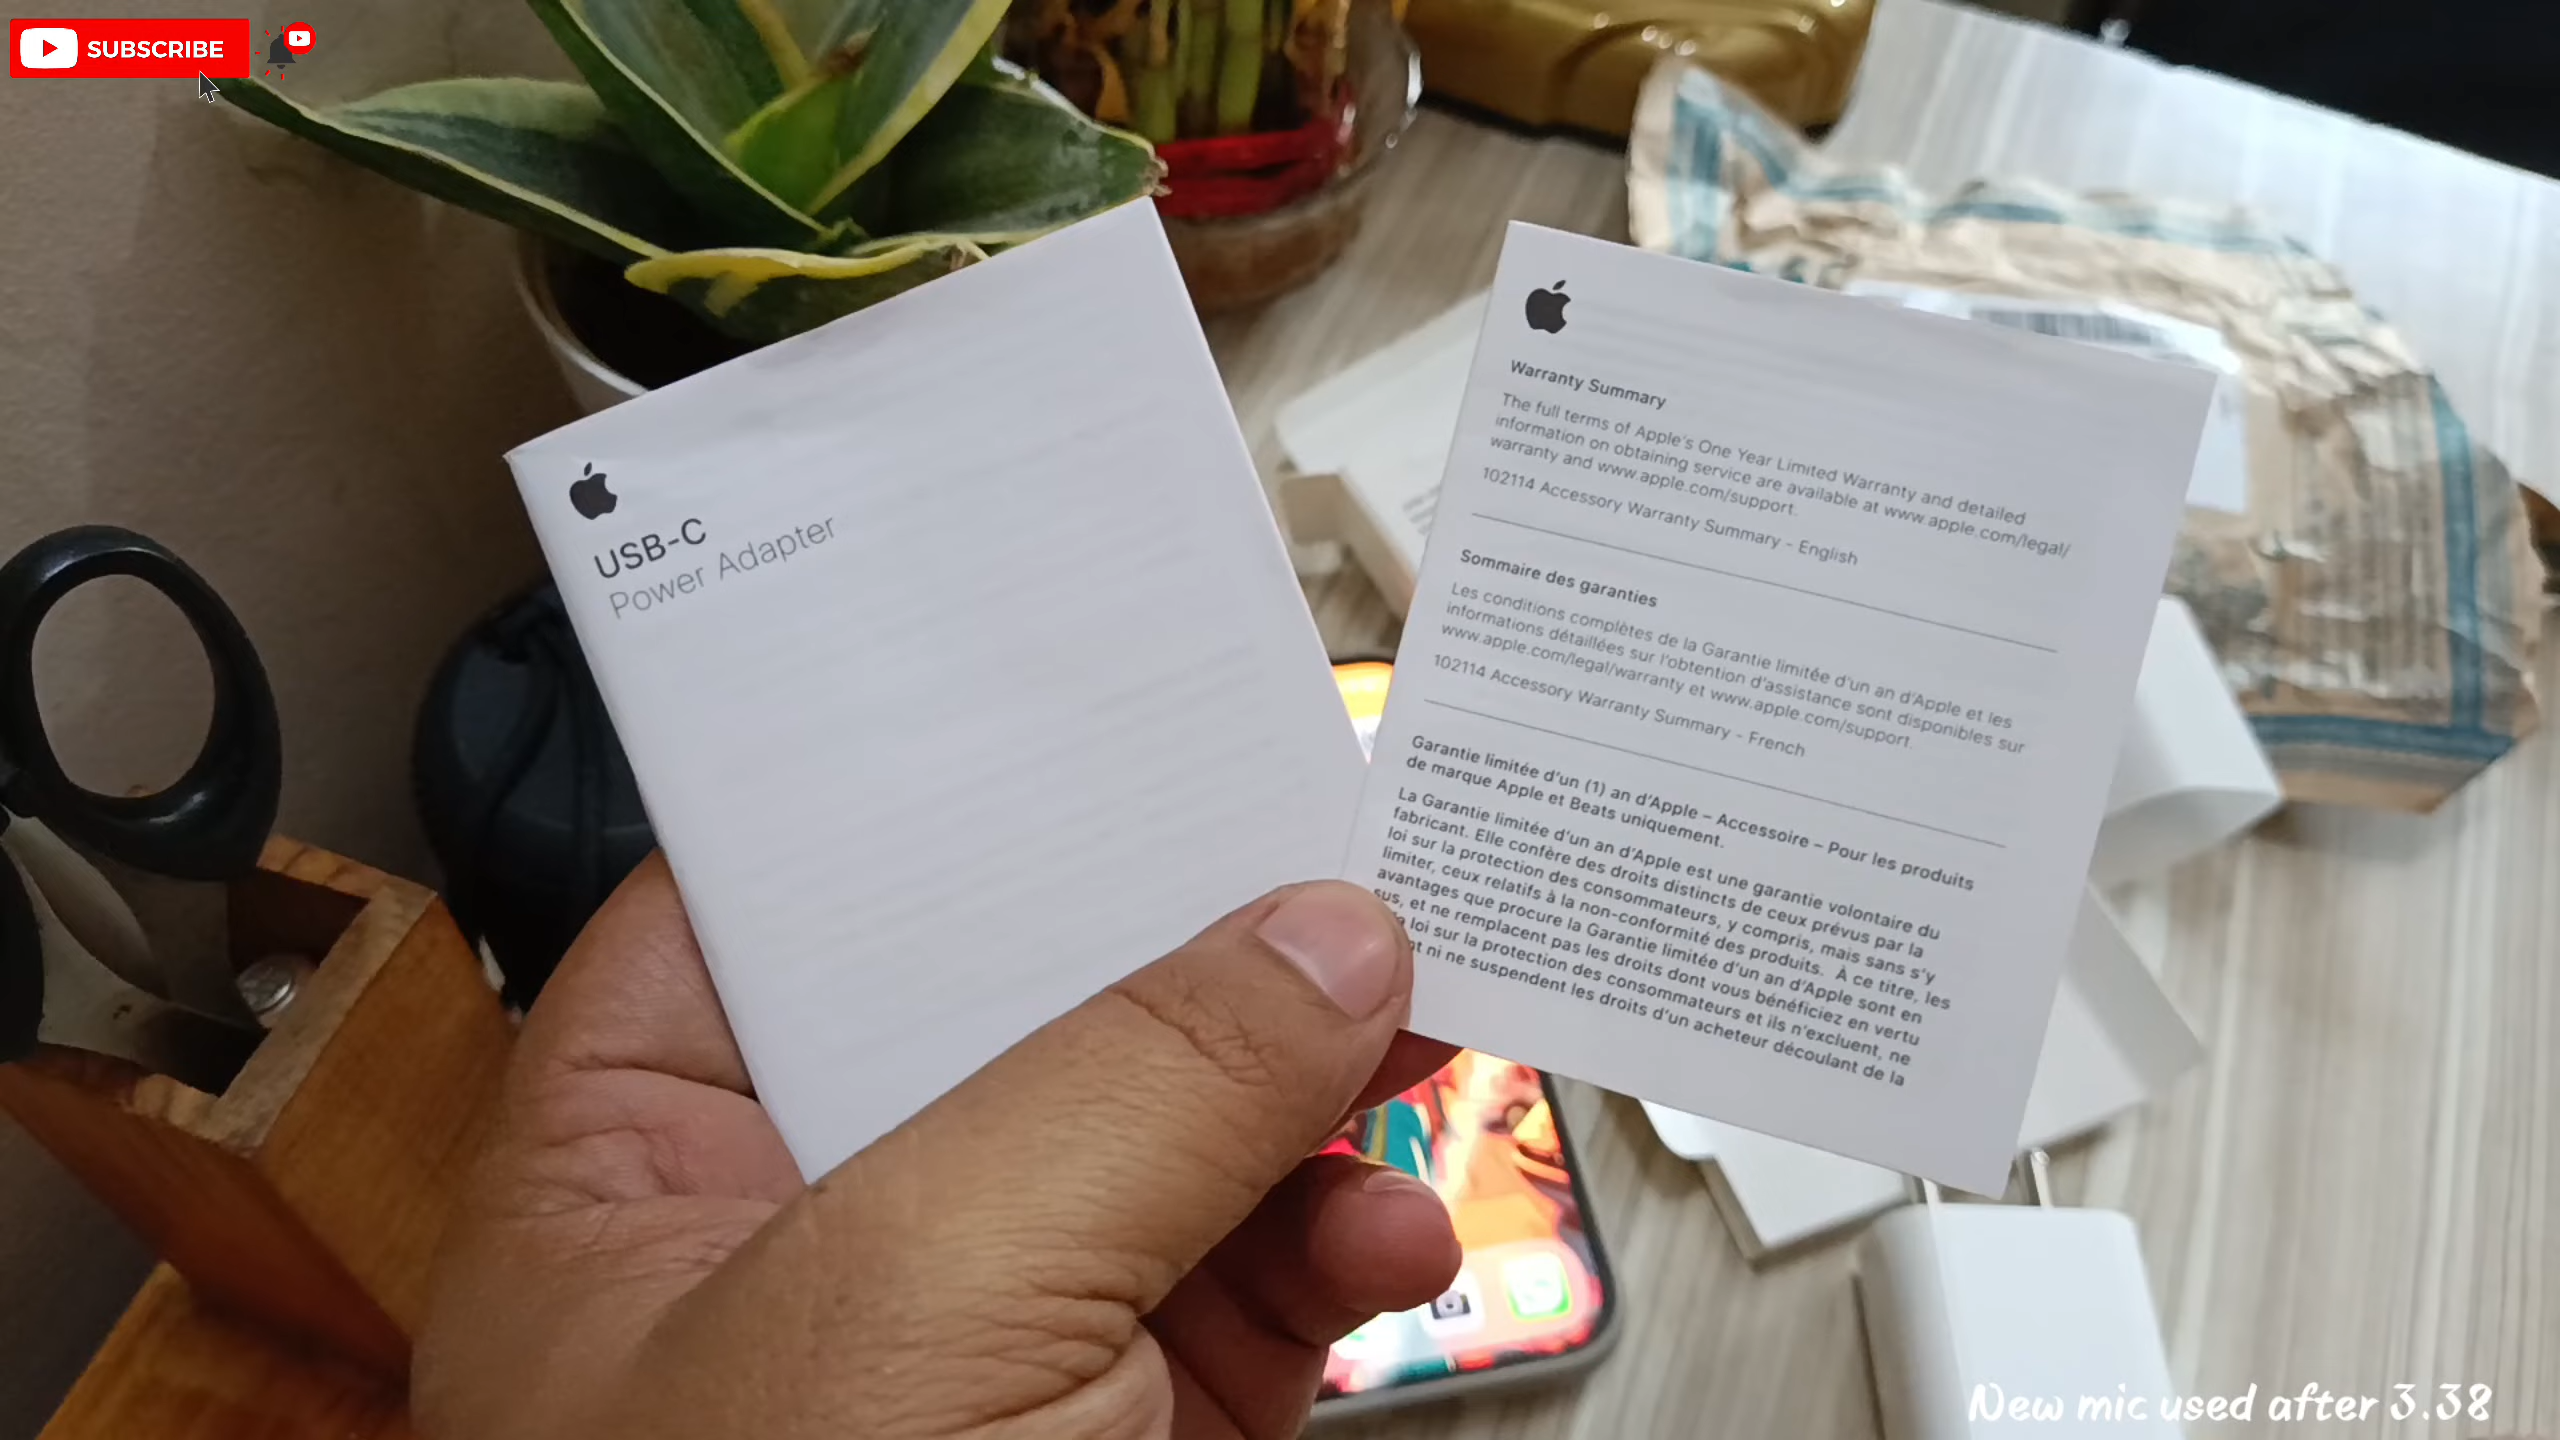 SUBSCRIBE
USB-C
Power Adapter
Warranty Summary
The full terms of Apple's One Year Limited Warranty and detailed
information on obtaining service are available at www.apple.com/legal/
warranty and www.apple.com/support.
102114 Accessory Warranty Summary - English
Sommaire des garanties
Les conditions complètes de la Garantie limitée d'un an d'Apple et les
informations détaillées sur l'obtention d'assistance sont disponibles sur
www.apple.com/legal/warranty et www.apple.com/support.
102114 Accessory Warranty Summary - French
Garantie limitée d'un (1) an d'Apple – Accessoire – Pour les produits
de marque Apple et Beats uniquement.
La Garantie limitée d'un an d'Apple est une garantie volontaire du
fabricant. Elle confère des droits distincts de ceux prévus par la
loi sur la protection des consommateurs, y compris, mais sans s'y
limiter, ceux relatifs à la non-conformité des produits. À ce titre, les
avantages que procure la Garantie limitée d'un an d'Apple sont en
sus, et ne remplacent pas les droits dont vous bénéficiez en vertu
loi sur la protection des consommateurs et ils n'excluent, ne
ni ne suspendent les droits d'un acheteur découlant de la
New mic used after 3.38